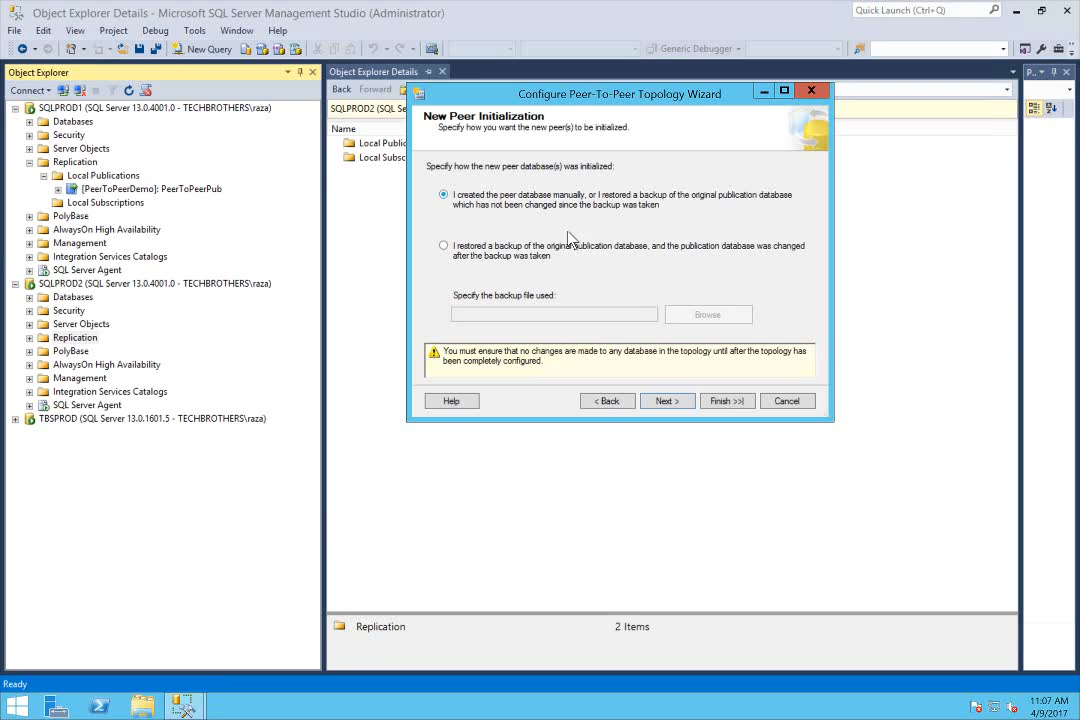 Object Explorer Details - Microsoft SQL Server Management Studio (Administrator)
Quick Launch (Ctrl+Q)
File Edit View Project Debug Tools Window Help
New Query
Generic Debugger
Object Explorer
Connect
SQLPROD1 (SQL Server 13.0.4001.0 - TECHBROTHERS\raza)
Databases
Security
Server Objects
Replication
Local Publications
[PeerToPeerDemo]: PeerToPeerPub
Local Subscriptions
PolyBase
AlwaysOn High Availability
Management
Integration Services Catalogs
SQL Server Agent
SQLPROD2 (SQL Server 13.0.4001.0 - TECHBROTHERS\raza)
Databases
Security
Server Objects
Replication
PolyBase
AlwaysOn High Availability
Management
Integration Services Catalogs
SQL Server Agent
TBSPROD (SQL Server 13.0.1601.5 - TECHBROTHERS\raza)
Object Explorer Details
Back Forward
SQLPROD2 (SQL Se
Name
Local Public
Local Subsc
Configure Peer-To-Peer Topology Wizard
New Peer Initialization
Specify how you want the new peer(s) to be initialized.
Specify how the new peer database(s) was initialized:
I created the peer database manually, or I restored a backup of the original publication database
which has not been changed since the backup was taken
I restored a backup of the original publication database, and the publication database was changed
after the backup was taken
Specify the backup file used:
Browse
You must ensure that no changes are made to any database in the topology until after the topology has
been completely configured.
Help < Back Next > Finish >>| Cancel
P..
Replication 2 Items
Ready
11:07 AM
4/9/2017